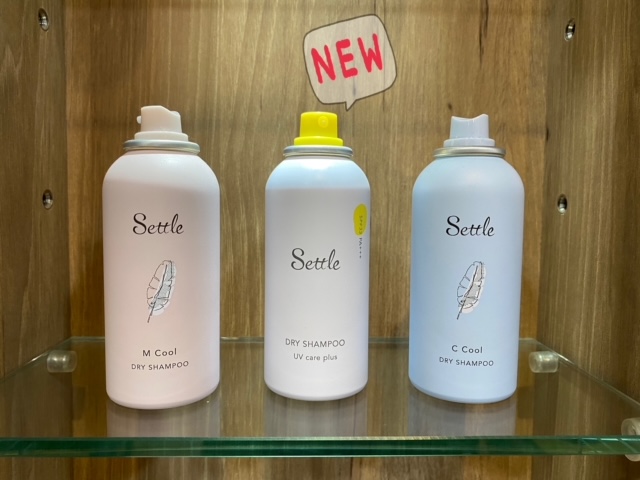 NEW
Settle
M Cool
DRY SHAMPOO
Settle
DRY SHAMPOO
UV care plus
Settle
C Cool
DRY SHAMPOO